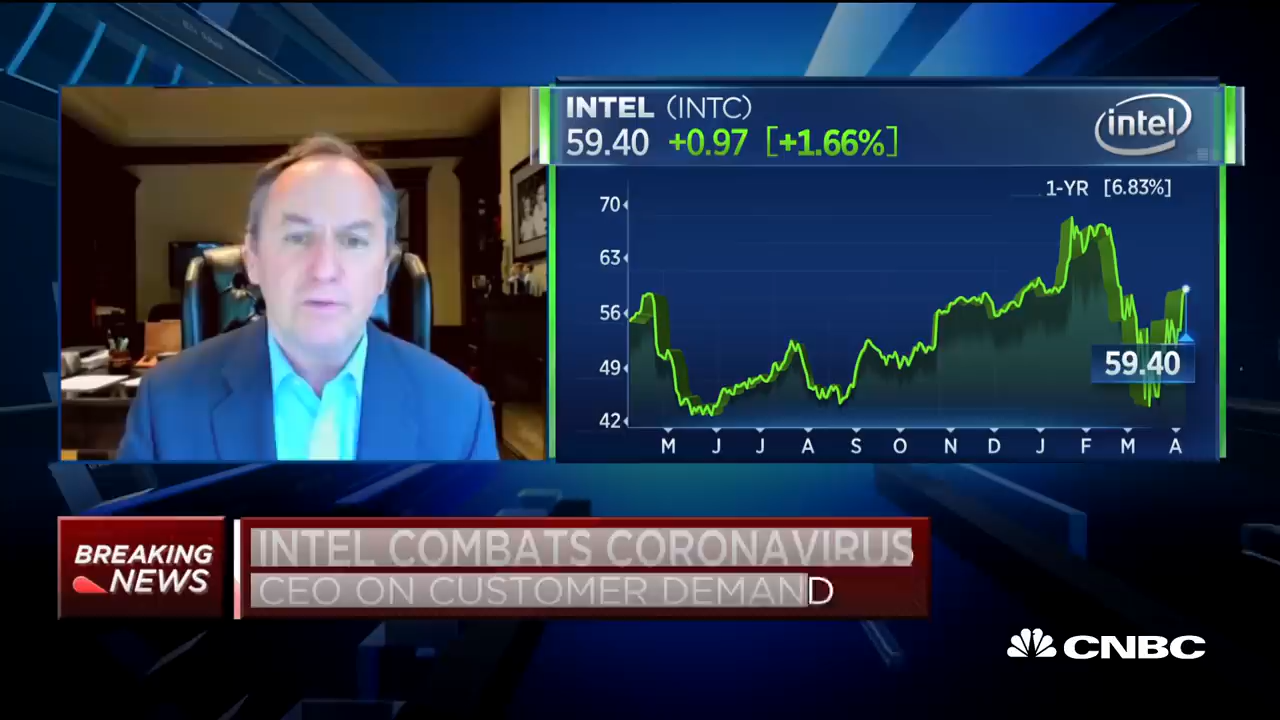 INTEL (INTC)
59.40 +0.97 [+1.66%]
intel
1-YR [6.83%]
70
63
56
49
42
59.40
M J J A S O N D J F M A
BREAKING
NEWS
INTEL COMBATS CORONAVIRUS
CEO ON CUSTOMER DEMAND
CNBC